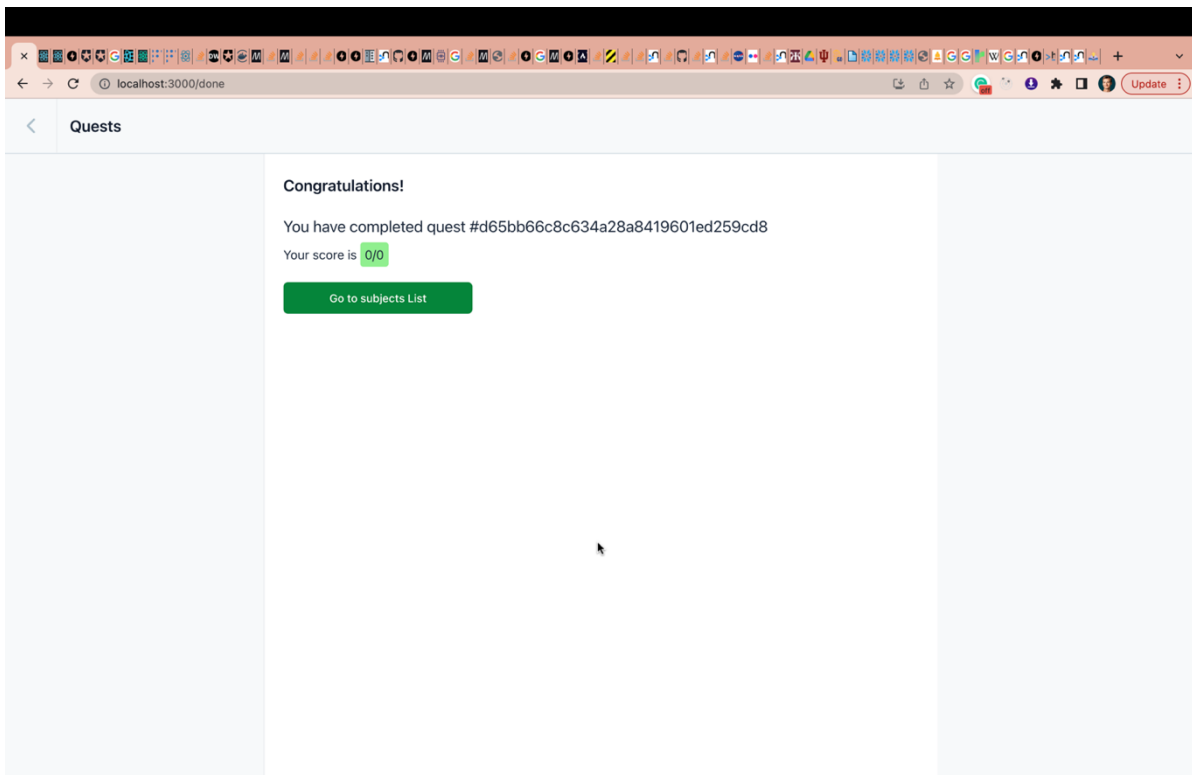 localhost:3000/done
Update
Quests
Congratulations!
You have completed quest #d65bb66c8c634a28a8419601ed259cd8
Your score is 0/0
Go to subjects List